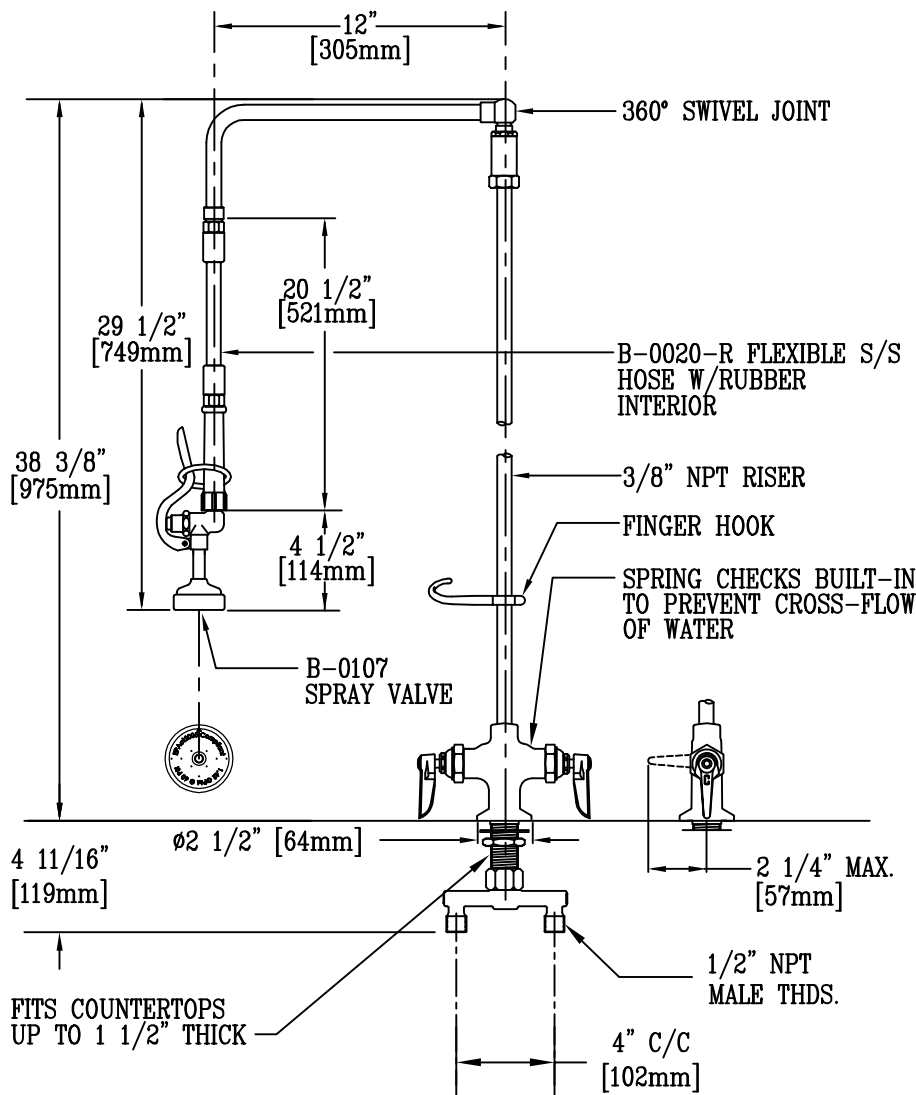 12"
[305mm]
360° SWIVEL JOINT
20 1/2"
[521mm]
29 1/2"
[749mm]
B-0020-R FLEXIBLE S/S
HOSE W/RUBBER
INTERIOR
38 3/8"
[975mm]
3/8" NPT RISER
FINGER HOOK
4 1/2"
[114mm]
SPRING CHECKS BUILT-IN
TO PREVENT CROSS-FLOW
OF WATER
B-0107
SPRAY VALVE
C
ø2 1/2" [64mm]
4 11/16"
[119mm]
2 1/4" MAX.
[57mm]
1/2" NPT
MALE THDS.
FITS COUNTERTOPS
UP TO 1 1/2" THICK
4" C/C
[102mm]